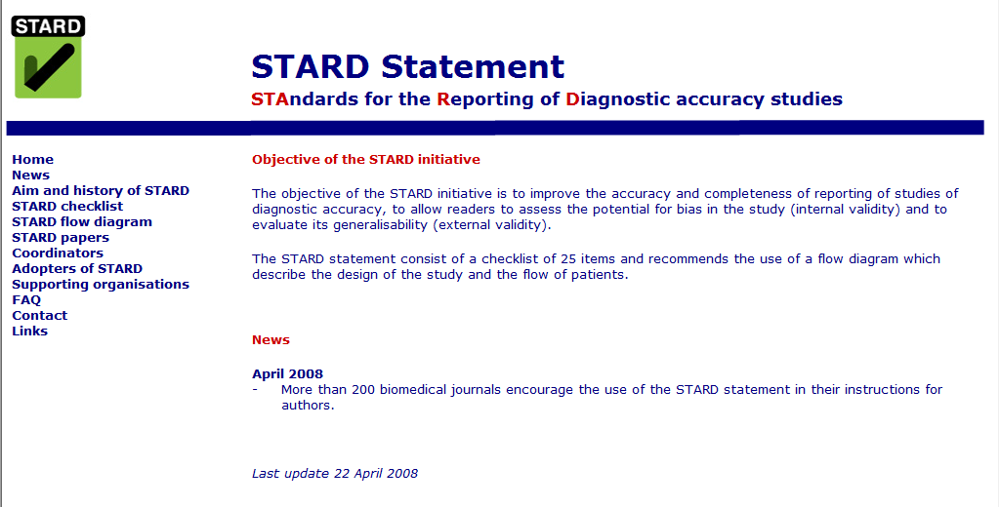 STARD
STARD Statement
STAndards for the Reporting of Diagnostic accuracy studies
Home
News
Aim and history of STARD
STARD checklist
STARD flow diagram
STARD papers
Coordinators
Adopters of STARD
Supporting organisations
FAQ
Contact
Links
Objective of the STARD initiative
The objective of the STARD initiative is to improve the accuracy and completeness of reporting of studies of
diagnostic accuracy, to allow readers to assess the potential for bias in the study (internal validity) and to
evaluate its generalisability (external validity).
The STARD statement consist of a checklist of 25 items and recommends the use of a flow diagram which
describe the design of the study and the flow of patients.
News
April 2008
- More than 200 biomedical journals encourage the use of the STARD statement in their instructions for
authors.
Last update 22 April 2008